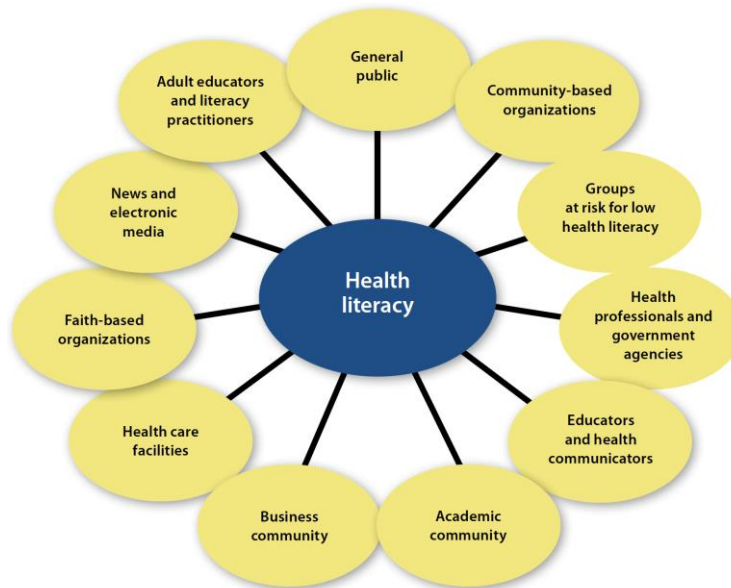 General
public
Community-based
organizations
Groups
at risk for low
health literacy
Health
professionals and
government
agencies
Educators
and health
communicators
Academic
community
Business
community
Health care
facilities
Faith-based
organizations
News and
electronic
media
Adult educators
and literacy
practitioners
Health
literacy